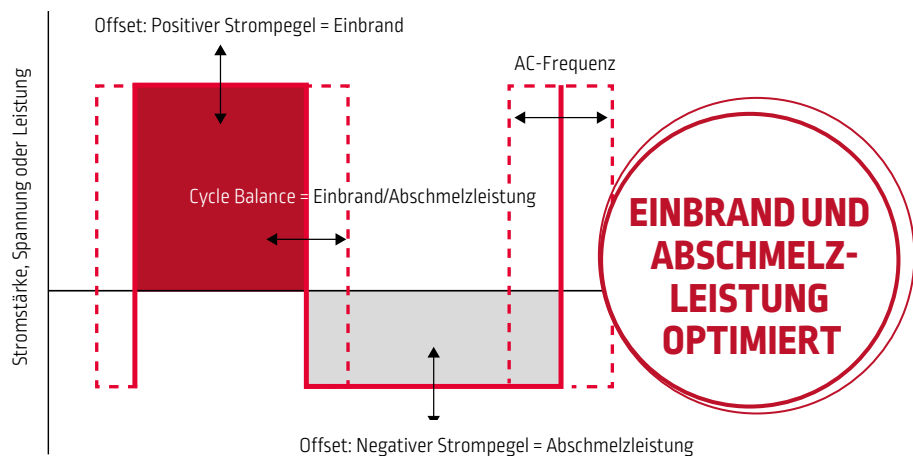 Offset: Positiver Strompegel = Einbrand
AC-Frequenz
Stromstärke, Spannung oder Leistung
Cycle Balance = Einbrand/Abschmelzleistung
EINBRAND UND
ABSCHMELZ-
LEISTUNG
OPTIMIERT
Offset: Negativer Strompegel = Abschmelzleistung